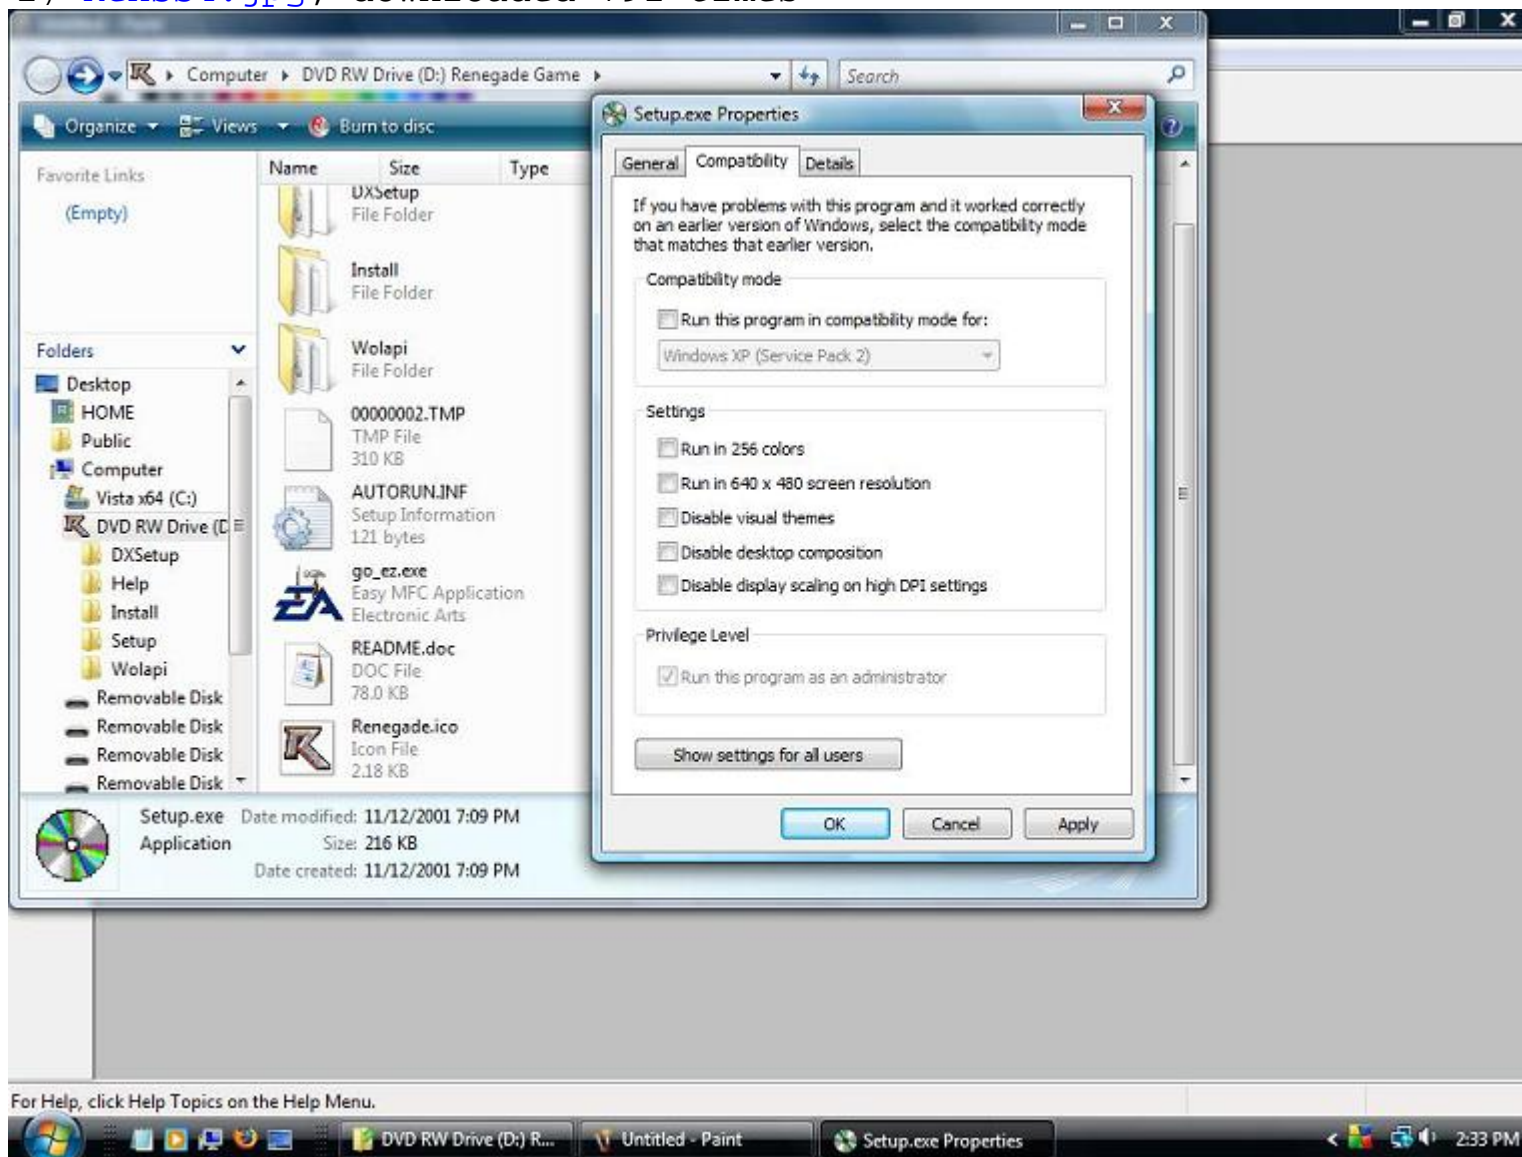 Computer DVD RW Drive (D:) Renegade Game
Search
Organize Views Burn to disc
Favorite Links
(Empty)
Name Size Type
DXSetup
File Folder
Install
File Folder
Wolapi
File Folder
00000002.TMP
TMP File
310 KB
AUTORUN.INF
Setup Information
121 bytes
go_ez.exe
Easy MFC Application
Electronic Arts
README.doc
DOC File
78.0 KB
Renegade.ico
Icon File
2.18 KB
Folders
Desktop
HOME
Public
Computer
Vista x64 (C:)
DVD RW Drive (D
DXSetup
Help
Install
Setup
Wolapi
Removable Disk
Removable Disk
Removable Disk
Removable Disk
Setup.exe Date modified: 11/12/2001 7:09 PM
Application Size: 216 KB
Date created: 11/12/2001 7:09 PM
Setup.exe Properties
General Compatibility Details
If you have problems with this program and it worked correctly
on an earlier version of Windows, select the compatibility mode
that matches that earlier version.
Compatibility mode
Run this program in compatibility mode for:
Windows XP (Service Pack 2)
Settings
Run in 256 colors
Run in 640 x 480 screen resolution
Disable visual themes
Disable desktop composition
Disable display scaling on high DPI settings
Privilege Level
Run this program as an administrator
Show settings for all users
OK Cancel Apply
For Help, click Help Topics on the Help Menu.
DVD RW Drive (D:) R... Untitled - Paint Setup.exe Properties 2:33 PM